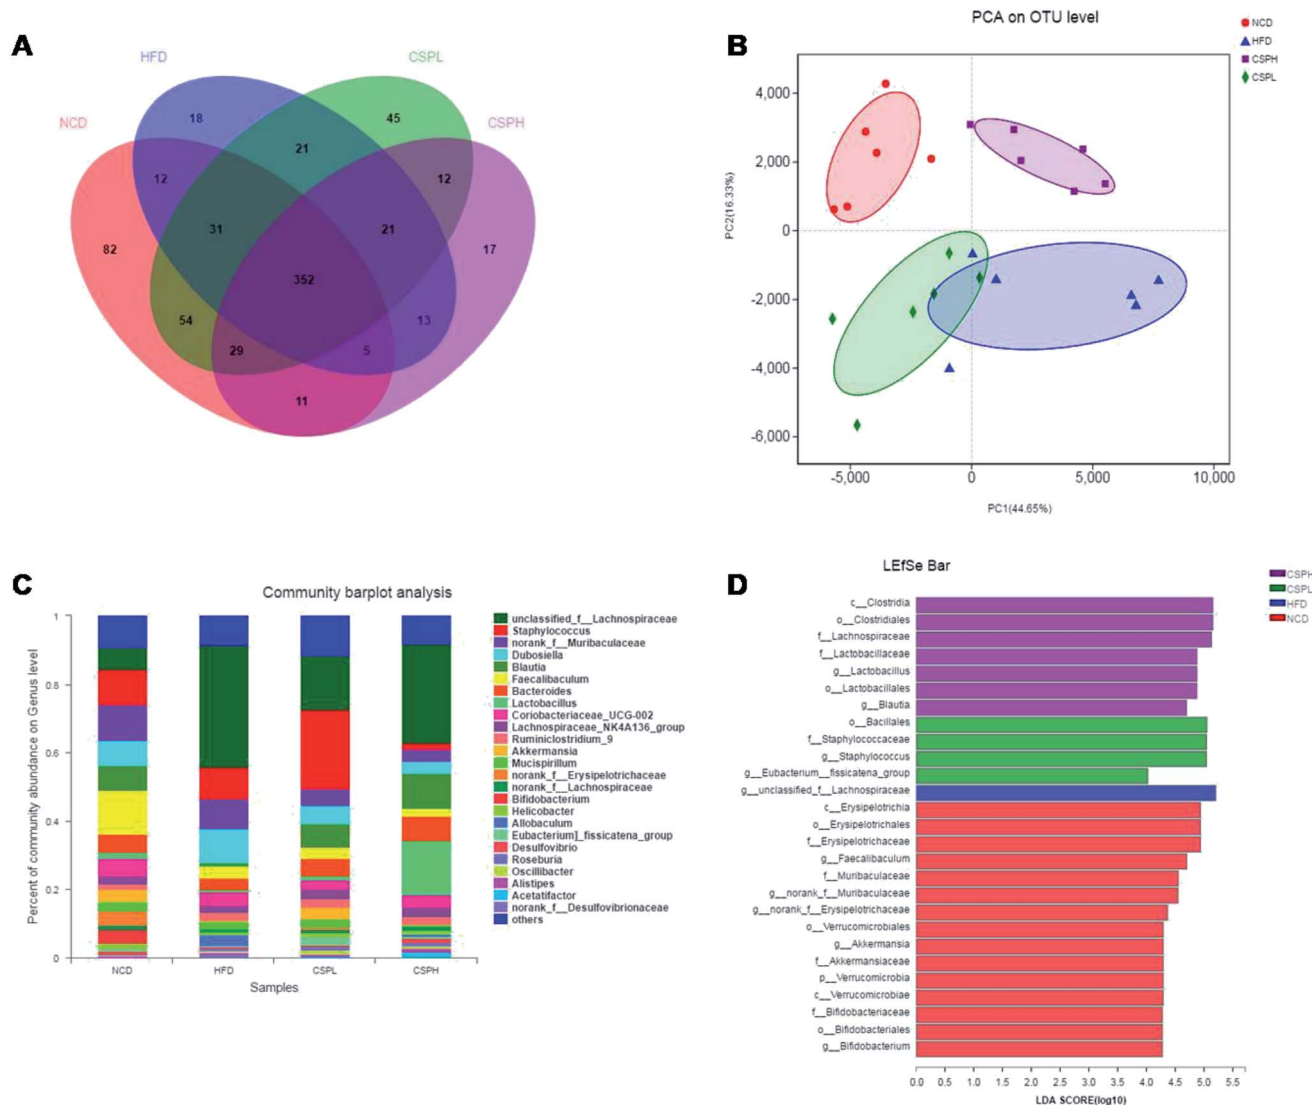 A
HFD
CSPL
NCD
CSPH
18
45
21
12
12
82
31
21
17
352
54
13
29
5
11
B
PCA on OTU level
NCD
HFD
CSPH
CSPL
PC2(16.33%)
4,000
2,000
0
-2,000
-4,000
-6,000
-5,000
0
5,000
10,000
PC1(44.65%)
C
Community barplot analysis
Percent of community abundance on Genus level
1
0.8
0.6
0.4
0.2
0
NCD
HFD
CSPL
CSPH
Samples
unclassified_f__Lachnospiraceae
Staphylococcus
norank_f__Muribaculaceae
Dubosiella
Blautia
Faecalibaculum
Bacteroides
Lactobacillus
Coriobacteriaceae_UCG-002
Lachnospiraceae_NK4A136_group
Ruminiclostridium_9
Akkermansia
Mucispirillum
norank_f__Erysipelotrichaceae
norank_f__Lachnospiraceae
Bifidobacterium
Helicobacter
Allobaculum
Eubacterium]_fissicatena_group
Desulfovibrio
Roseburia
Oscillibacter
Alistipes
Acetatifactor
norank_f__Desulfovibrionaceae
others
D
LEfSe Bar
CSPH
CSPL
HFD
NCD
c__Clostridia
o__Clostridiales
f__Lachnospiraceae
f__Lactobacillaceae
g__Lactobacillus
o__Lactobacillales
g__Blautia
o__Bacillales
f__Staphylococcaceae
g__Staphylococcus
g__Eubacterium__fissicatena_group
g__unclassified_f__Lachnospiraceae
c__Erysipelotrichia
o__Erysipelotrichales
f__Erysipelotrichaceae
g__Faecalibaculum
f__Muribaculaceae
g__norank_f__Muribaculaceae
g__norank_f__Erysipelotrichaceae
o__Verrucomicrobiales
g__Akkermansia
f__Akkermansiaceae
p__Verrucomicrobia
c__Verrucomicrobiae
f__Bifidobacteriaceae
o__Bifidobacteriales
g__Bifidobacterium
0.0 0.5 1.0 1.5 2.0 2.5 3.0 3.5 4.0 4.5 5.0 5.5
LDA SCORE(log10)